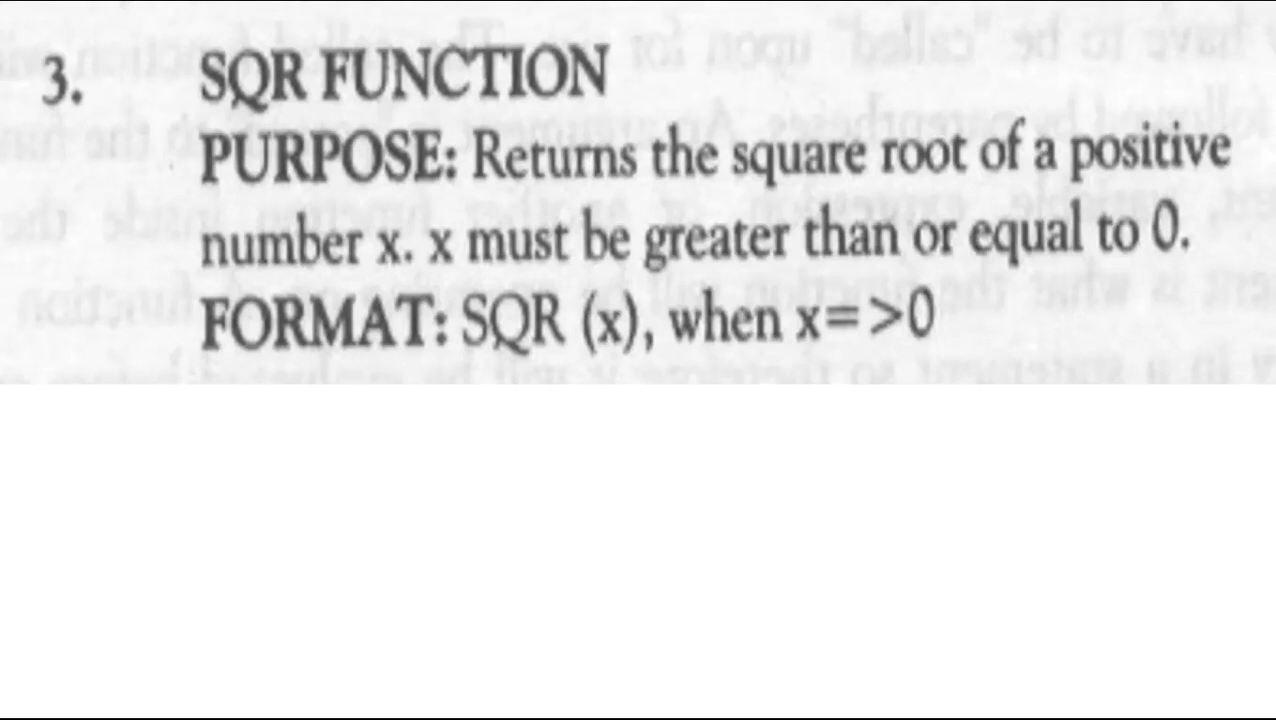 3. SQR FUNCTION
PURPOSE: Returns the square root of a positive
number x. x must be greater than or equal to 0.
FORMAT: SQR (x), when x=>0